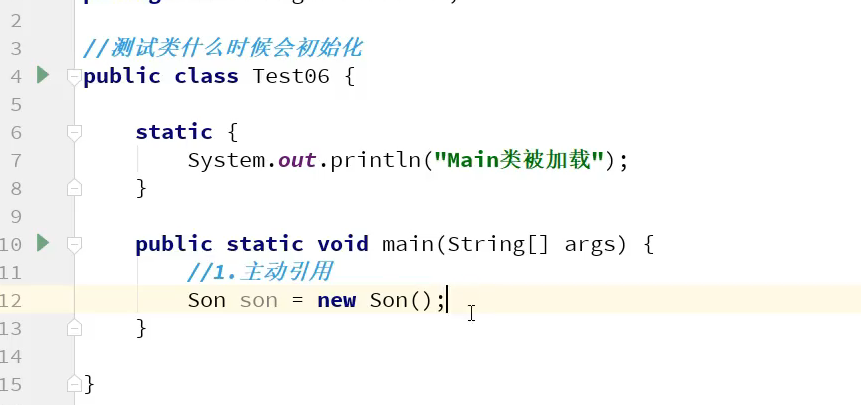 2
3 //测试类什么时候会初始化
4 public class Test06 {
5
6 static {
7 System.out.println("Main类被加载");
8 }
9
10 public static void main(String[] args) {
11 //1.主动引用
12 Son son = new Son();
13 }
14
15 }